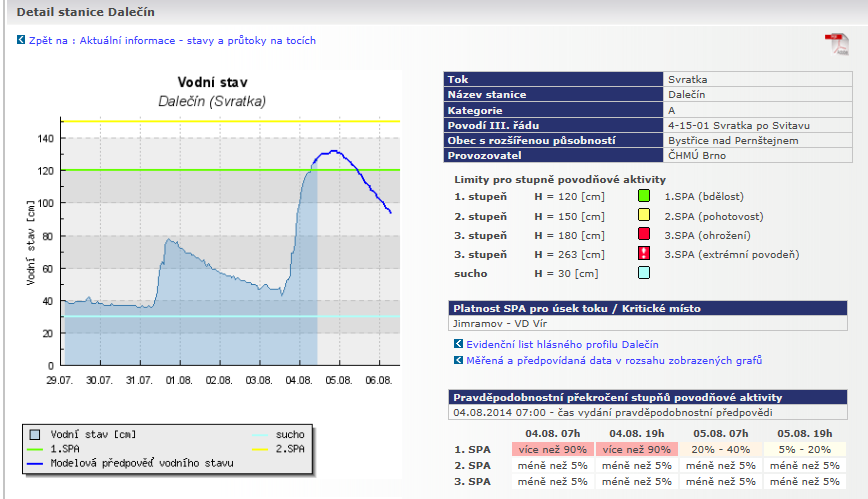 Detail stanice Dalečín
Zpět na : Aktuální informace - stavy a průtoky na tocích
Vodní stav
Dalečín (Svratka)
Vodní stav [cm]
140
120
100
80
60
40
20
0
29.07. 30.07. 31.07. 01.08. 02.08. 03.08. 04.08. 05.08. 06.08.
Vodní stav [cm] sucho
1.SPA 2.SPA
Modelová předpověď vodního stavu
Tok Svratka
Název stanice Dalečín
Kategorie A
Povodí III. řádu 4-15-01 Svratka po Svitavu
Obec s rozšířenou působností Bystřice nad Pernštejnem
Provozovatel ČHMÚ Brno
Limity pro stupně povodňové aktivity
1. stupeň H = 120 [cm] 1.SPA (bdělost)
2. stupeň H = 150 [cm] 2.SPA (pohotovost)
3. stupeň H = 180 [cm] 3.SPA (ohrožení)
3. stupeň H = 263 [cm] 3.SPA (extrémní povodeň)
sucho H = 30 [cm]
Platnost SPA pro úsek toku / Kritické místo
Jimramov - VD Vír
Evidenční list hlásného profilu Dalečín
Měřená a předpovídaná data v rozsahu zobrazených grafů
Pravděpodobnostní překročení stupňů povodňové aktivity
04.08.2014 07:00 - čas vydání pravděpodobnostní předpovědi
04.08. 07h 04.08. 19h 05.08. 07h 05.08. 19h
1. SPA více než 90% více než 90% 20% - 40% 5% - 20%
2. SPA méně než 5% méně než 5% méně než 5% méně než 5%
3. SPA méně než 5% méně než 5% méně než 5% méně než 5%